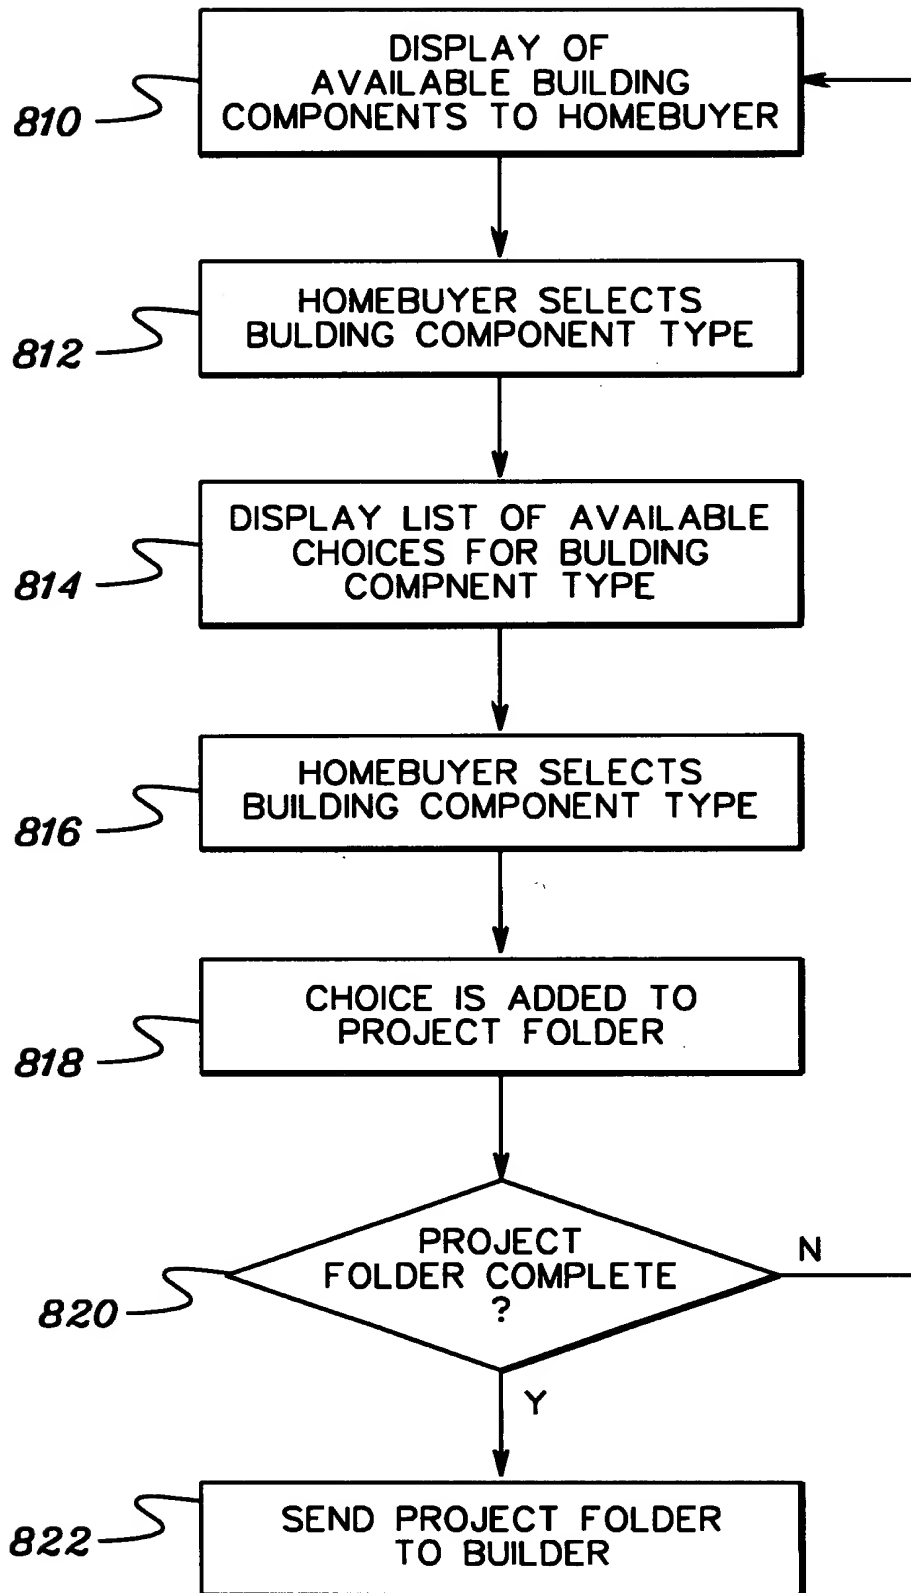 DISPLAY OF
AVAILABLE BUILDING
COMPONENTS TO HOMEBUYER
810
HOMEBUYER SELECTS
BULDING COMPONENT TYPE
812
DISPLAY LIST OF AVAILABLE
CHOICES FOR BULDING
COMPNENT TYPE
814
HOMEBUYER SELECTS
BUILDING COMPONENT TYPE
816
CHOICE IS ADDED TO
PROJECT FOLDER
818
PROJECT
FOLDER COMPLETE
?
N
820
Y
SEND PROJECT FOLDER
TO BUILDER
822